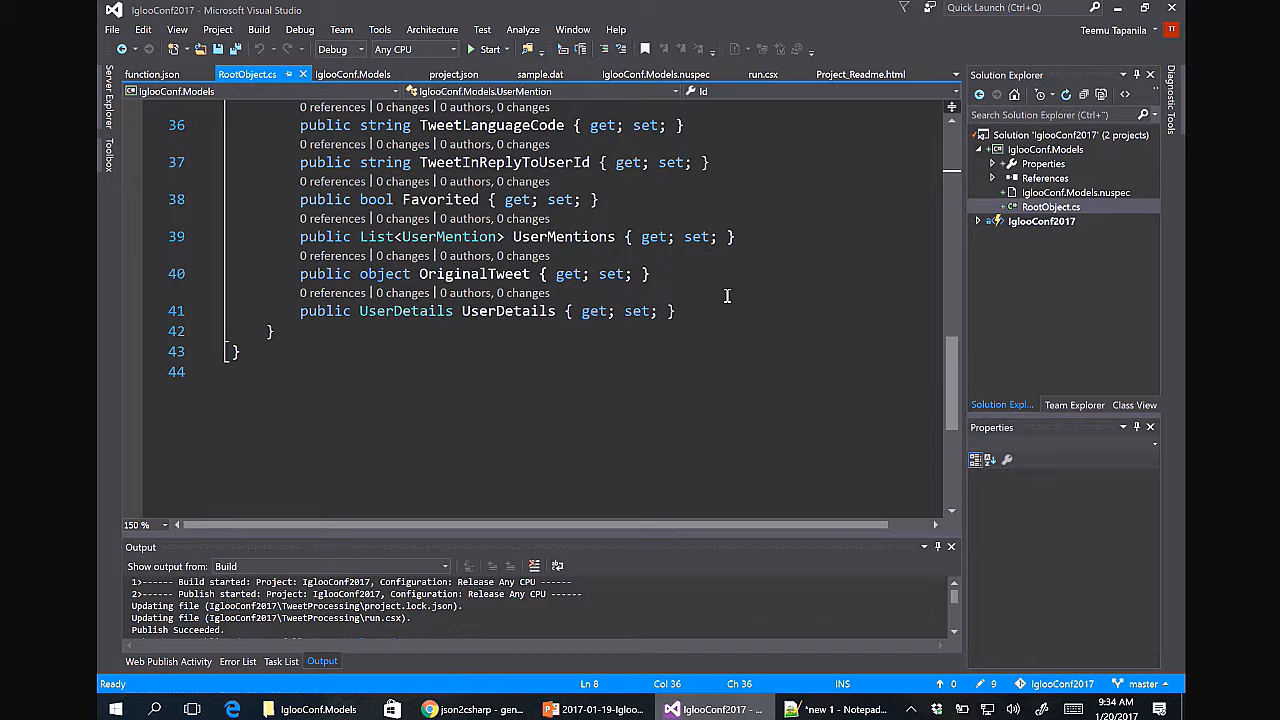 IglooConf2017 - Microsoft Visual Studio
Quick Launch (Ctrl+Q)
File Edit View Project Build Debug Team Tools Architecture Test Analyze Window Help
Teemu Tapanila TT
Debug Any CPU Start
function.json RootObject.cs IglooConf.Models project.json sample.dat IglooConf.Models.nuspec run.csx Project_Readme.html
IglooConf.Models IglooConf.Models.UserMention Id
Server Explorer
Toolbox
0 references | 0 changes | 0 authors, 0 changes
36 public string TweetLanguageCode { get; set; }
0 references | 0 changes | 0 authors, 0 changes
37 public string TweetInReplyToUserId { get; set; }
0 references | 0 changes | 0 authors, 0 changes
38 public bool Favorited { get; set; }
0 references | 0 changes | 0 authors, 0 changes
39 public List<UserMention> UserMentions { get; set; }
0 references | 0 changes | 0 authors, 0 changes
40 public object OriginalTweet { get; set; }
0 references | 0 changes | 0 authors, 0 changes
41 public UserDetails UserDetails { get; set; }
42 }
43 }
44
150 %
Solution Explorer
Search Solution Explorer (Ctrl+")
Solution 'IglooConf2017' (2 projects)
IglooConf.Models
Properties
References
IglooConf.Models.nuspec
RootObject.cs
IglooConf2017
Solution Expl... Team Explorer Class View
Properties
Diagnostic Tools
Output
Show output from: Build
1>------ Build started: Project: IglooConf2017, Configuration: Release Any CPU ------
2>------ Publish started: Project: IglooConf2017, Configuration: Release Any CPU ------
Updating file (IglooConf2017\TweetProcessing\project.lock.json).
Updating file (IglooConf2017\TweetProcessing\run.csx).
Publish Succeeded.
Web Publish Activity Error List Task List Output
Ready Ln 8 Col 36 Ch 36 INS 0 9 IglooConf2017 master
IglooConf.Models json2csharp - gen... 2017-01-19-Igloo... IglooConf2017 - ... *new 1 - Notepad...
9:34 AM
1/20/2017